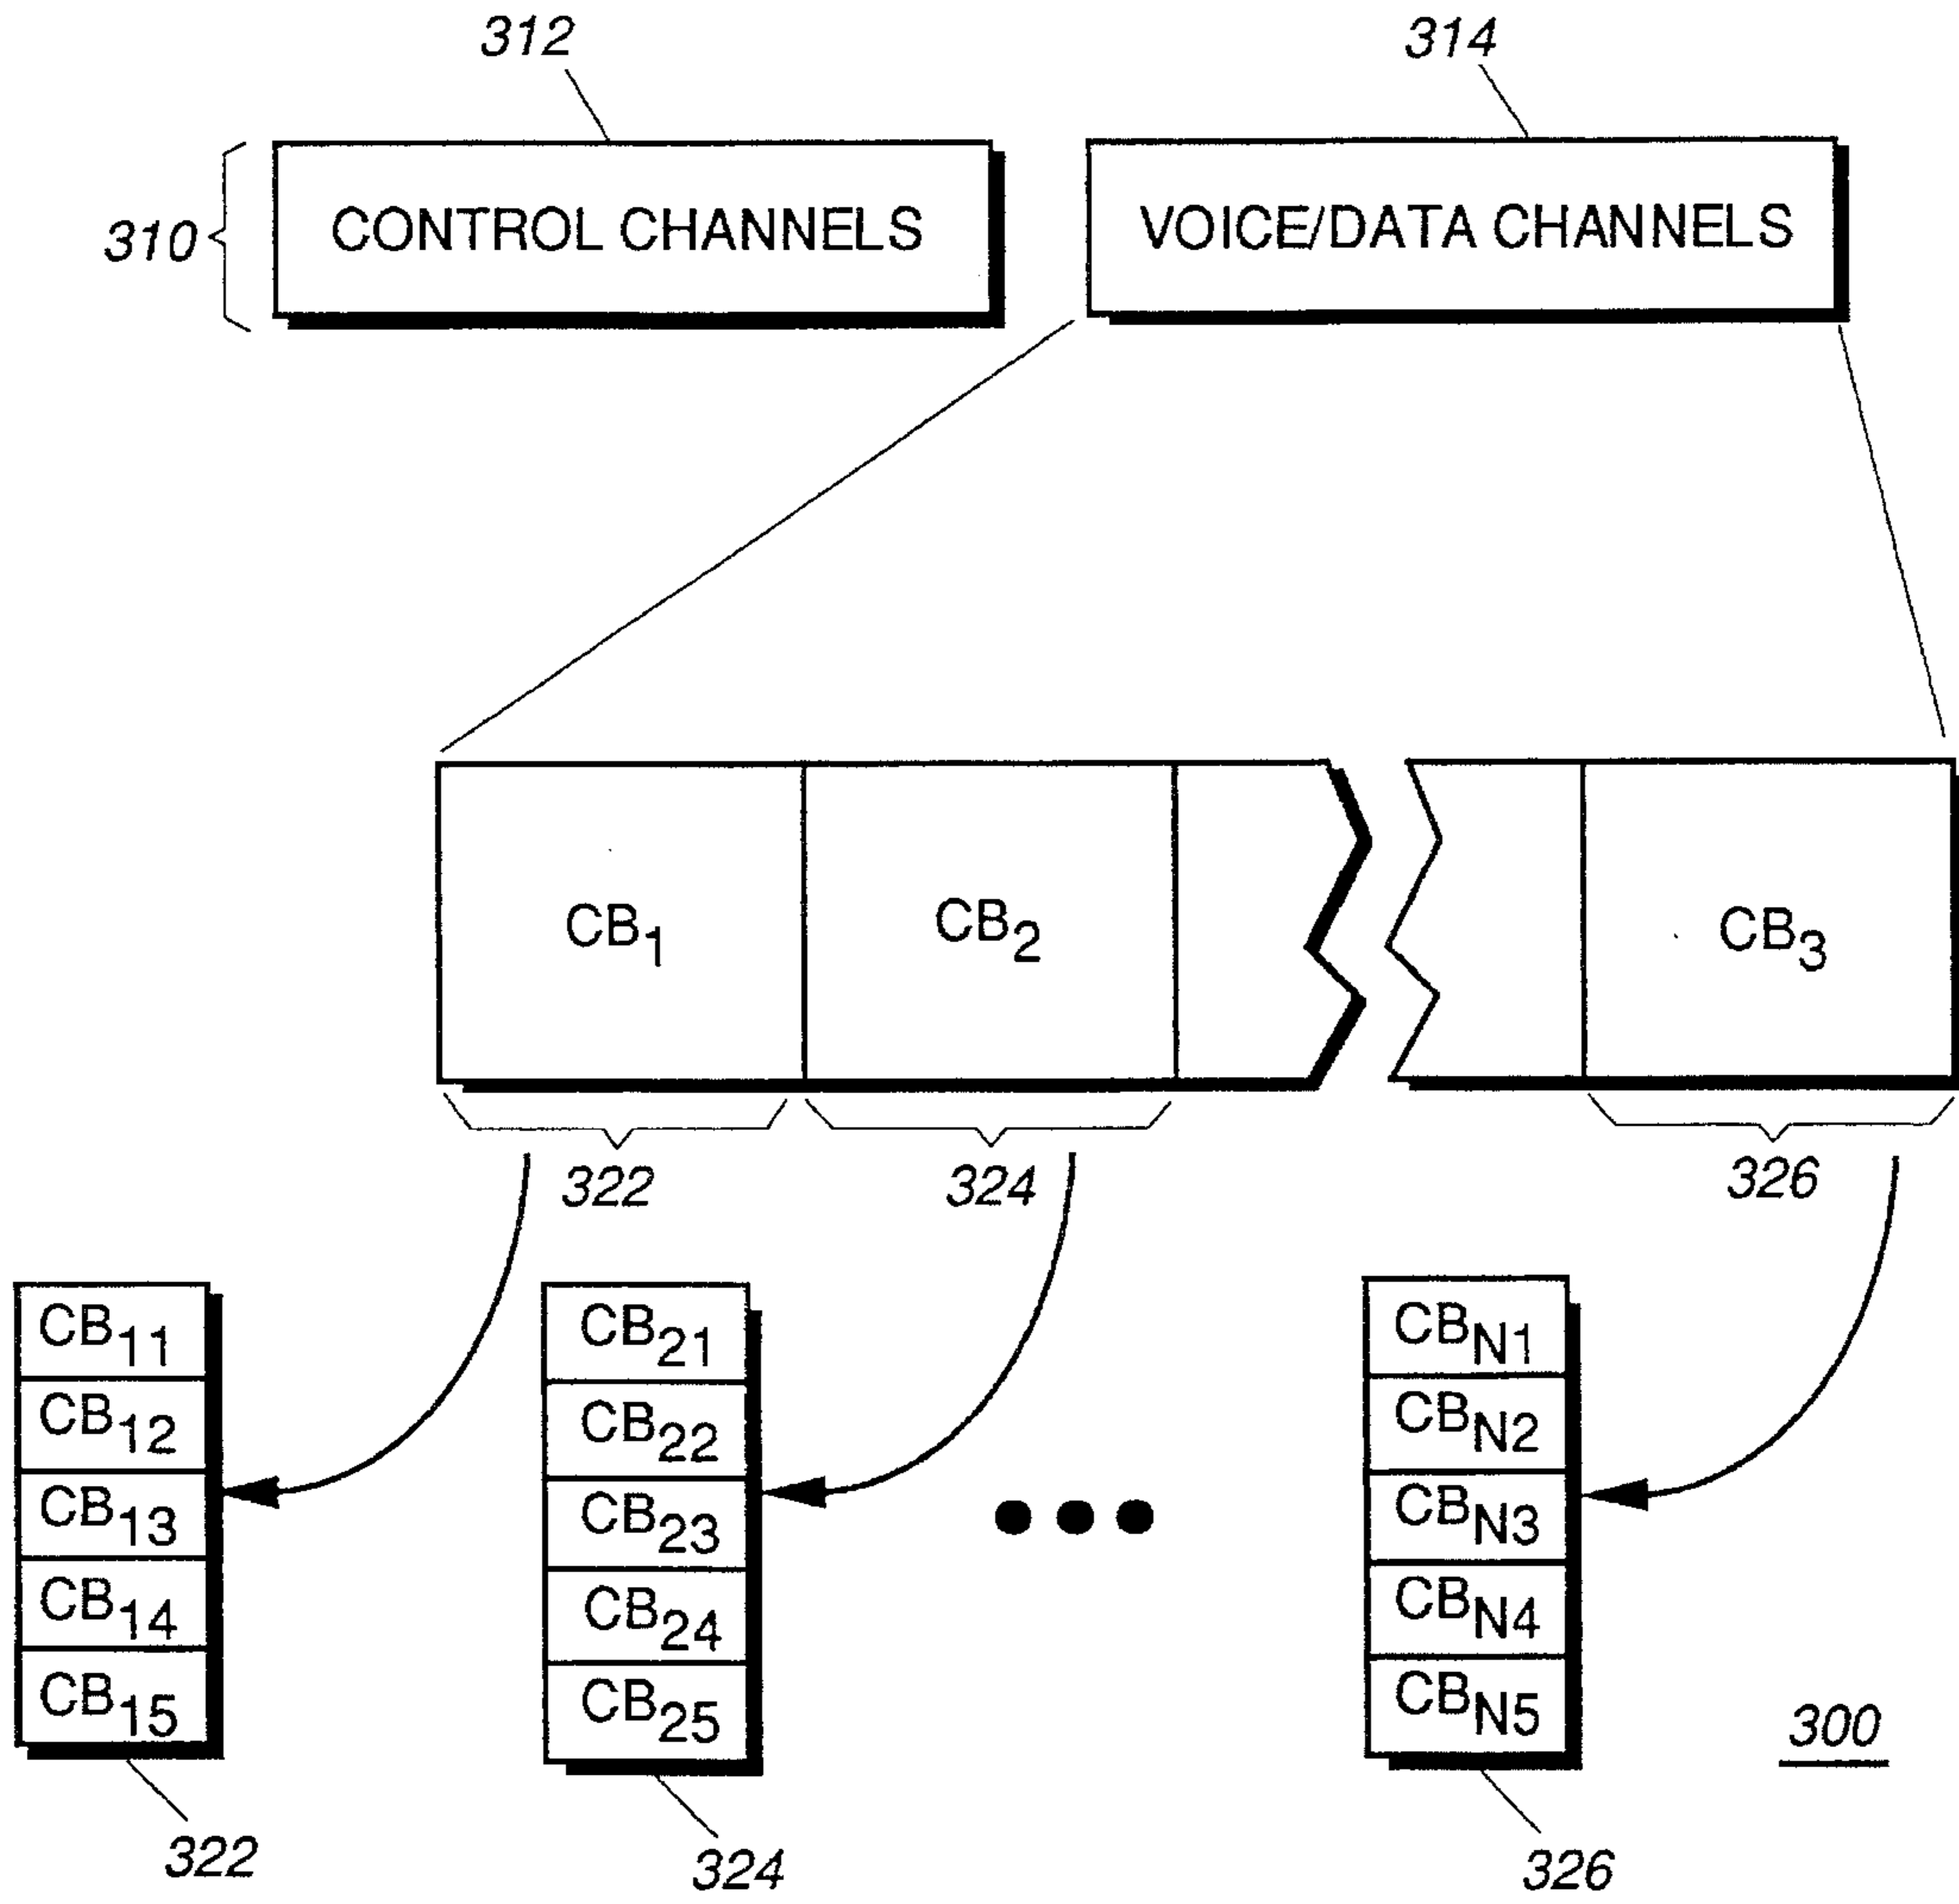 312
314
310
CONTROL CHANNELS
VOICE/DATA CHANNELS
CB1
CB2
CB3
322
324
326
CB11
CB12
CB13
CB14
CB15
CB21
CB22
CB23
CB24
CB25
CBN1
CBN2
CBN3
CBN4
CBN5
300
322
324
326